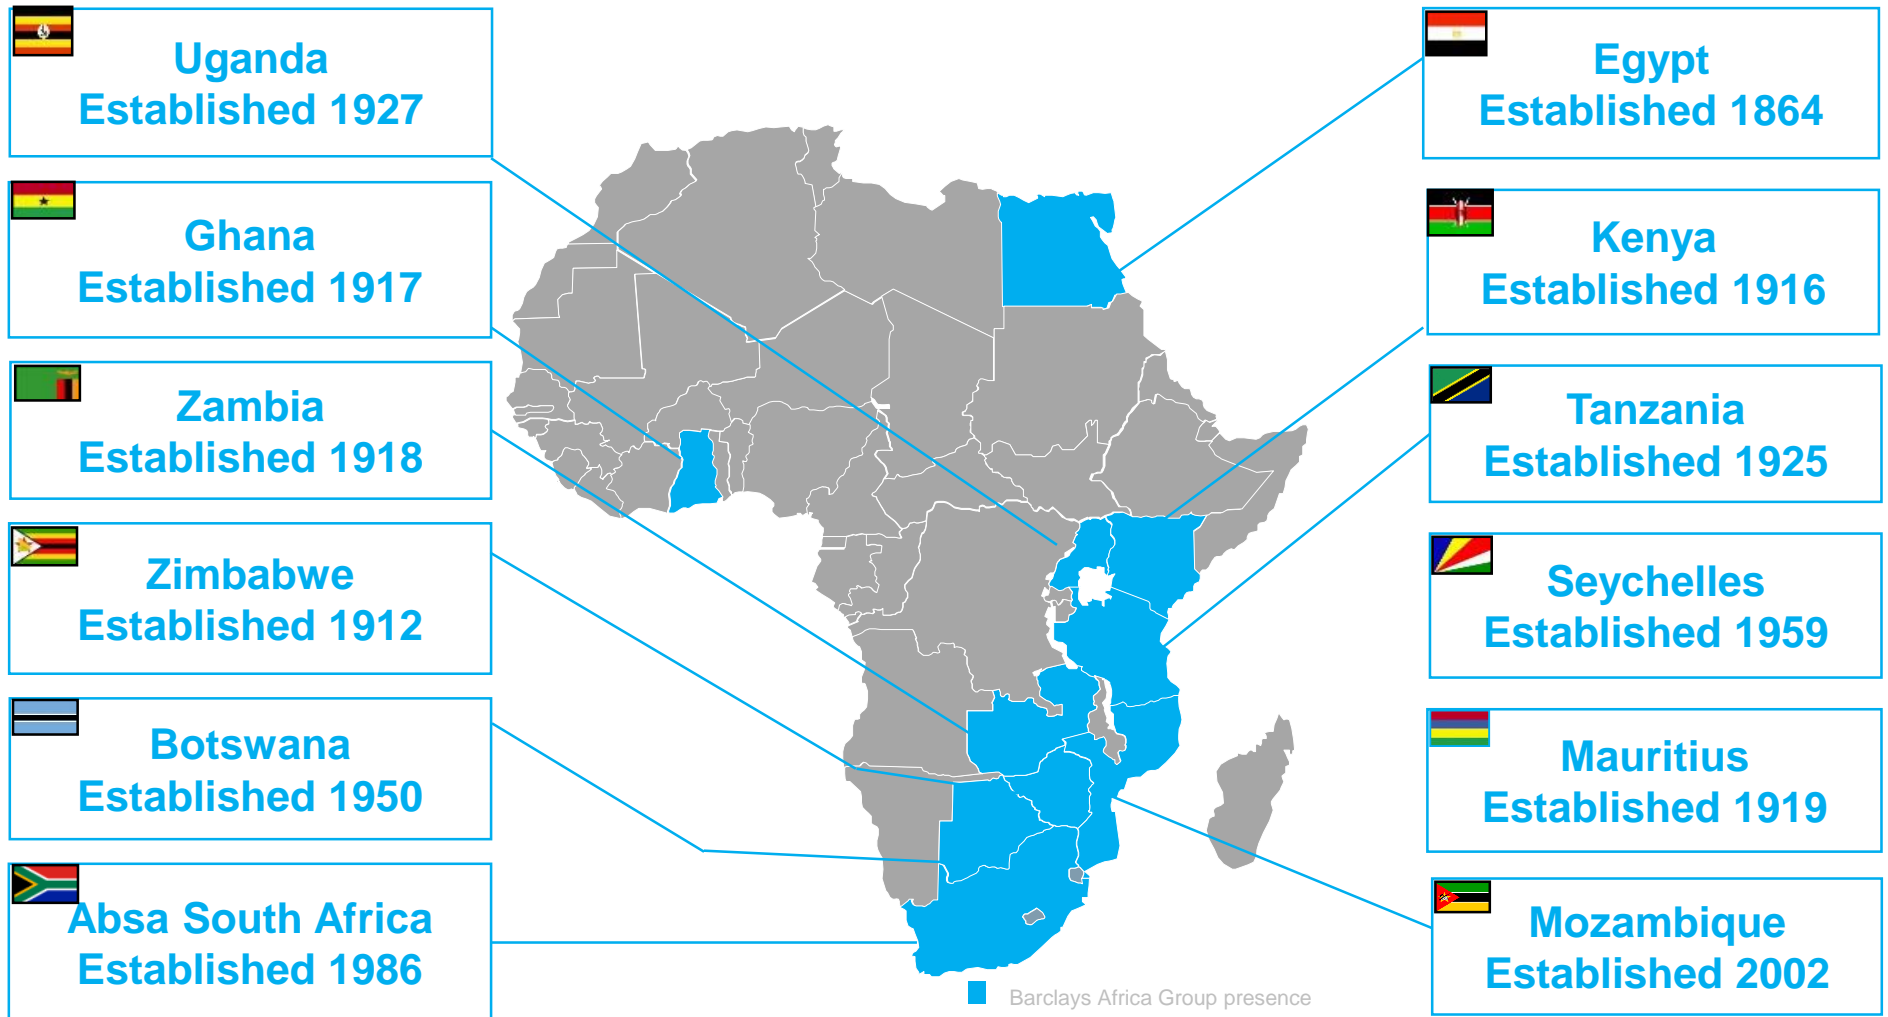 Uganda
Established 1927
Ghana
Established 1917
Zambia
Established 1918
Zimbabwe
Established 1912
Botswana
Established 1950
Absa South Africa
Established 1986
Egypt
Established 1864
Kenya
Established 1916
Tanzania
Established 1925
Seychelles
Established 1959
Mauritius
Established 1919
Mozambique
Established 2002
Barclays Africa Group presence